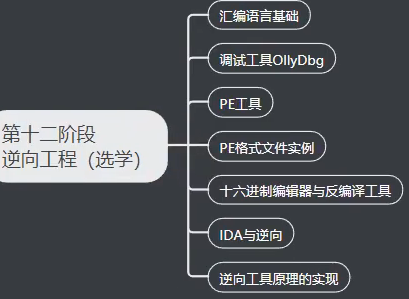 第十二阶段
逆向工程（选学）
汇编语言基础
调试工具OllyDbg
PE工具
PE格式文件实例
十六进制编辑器与反编译工具
IDA与逆向
逆向工具原理的实现